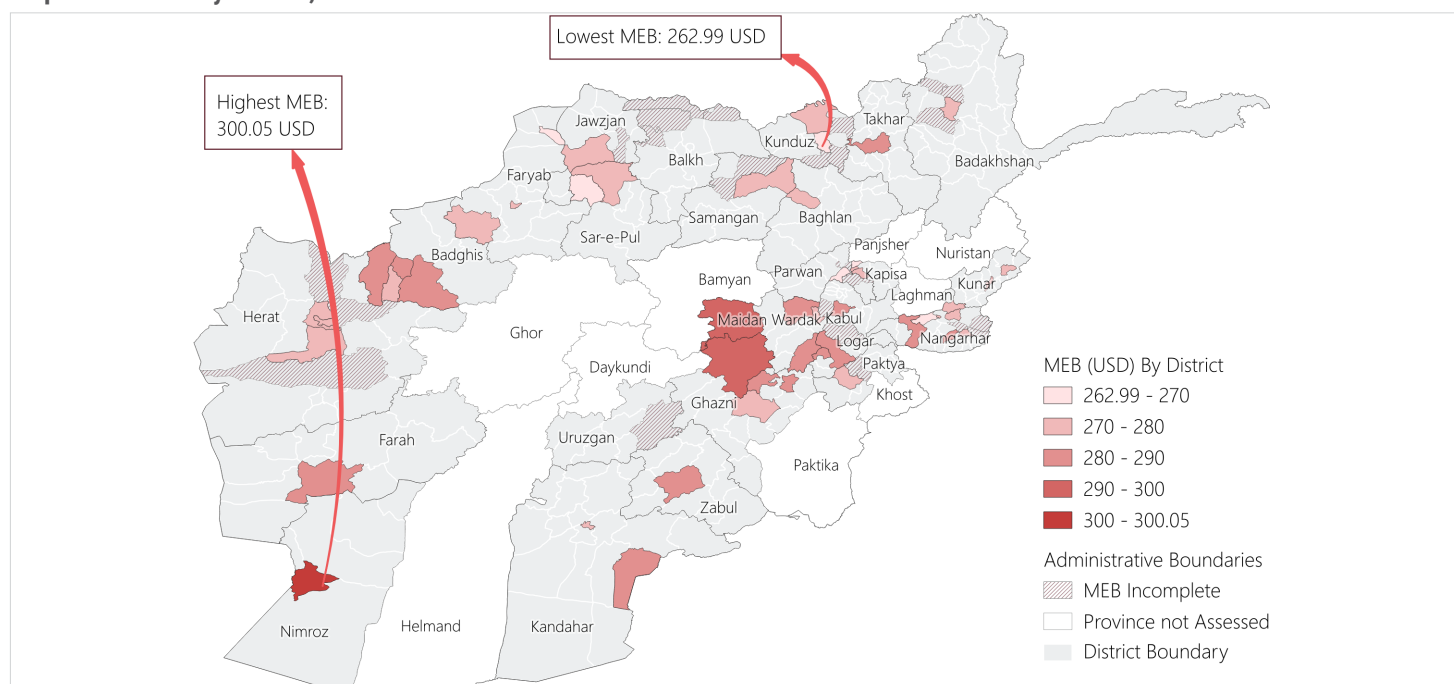 Lowest MEB: 262.99 USD
Highest MEB:
300.05 USD
Jawzjan
Takhar
Kunduz
Balkh
Badakhshan
Faryab
Samangan
Baghlan
Sar-e-Pul
Badghis
Panjsher
Nuristan
Parwan
Kapisa
Bamyan
Kunar
Laghman
Herat
Maidan Wardak
Kabul
Ghor
Logar
Nangarhar
Daykundi
Paktya
Khost
Ghazni
Uruzgan
Farah
Paktika
Zabul
Helmand
Kandahar
Nimroz
MEB (USD) By District
262.99 - 270
270 - 280
280 - 290
290 - 300
300 - 300.05
Administrative Boundaries
MEB Incomplete
Province not Assessed
District Boundary